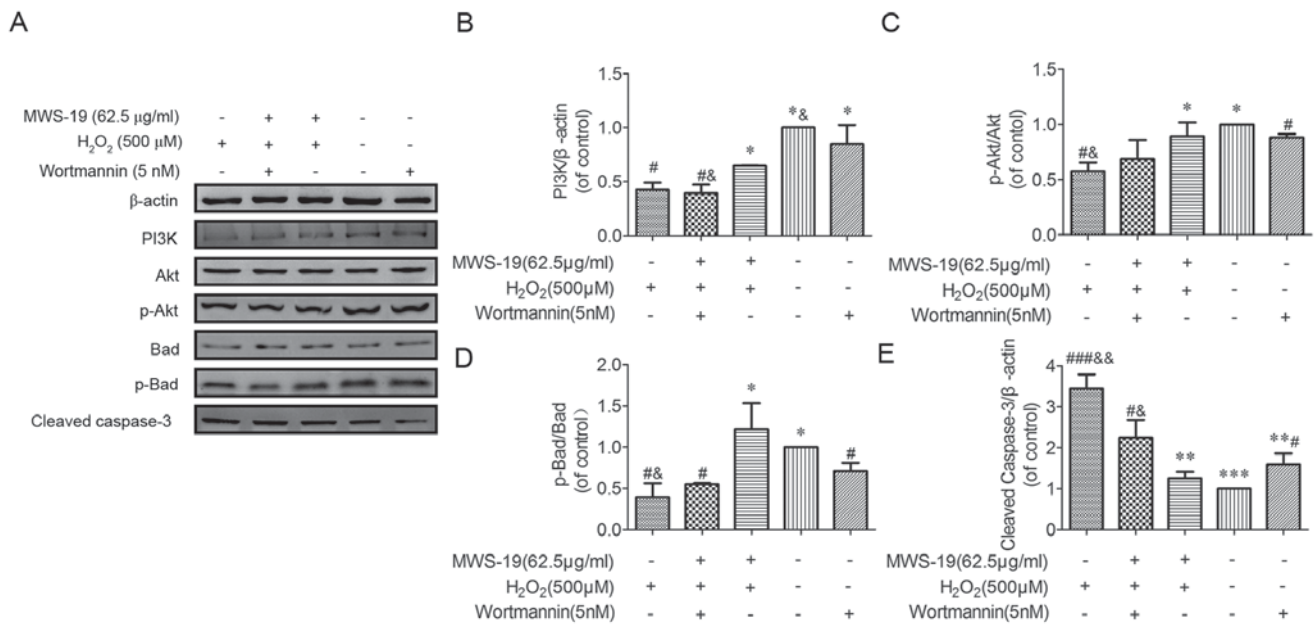 A
MWS-19 (62.5 μg/ml) - + + - -
H₂O₂ (500 μM) + + + - -
Wortmannin (5 nM) - + - - +
β-actin
PI3K
Akt
p-Akt
Bad
p-Bad
Cleaved caspase-3
B
PI3K/β -actin
(of control)
1.5
1.0
0.5
0.0
# #& * *& *
MWS-19(62.5μg/ml) - + + - -
H₂O₂(500μM) + + + - -
Wortmannin(5nM) - + - - +
C
p-Akt/Akt
(of contol)
1.5
1.0
0.5
0.0
#& * * #
MWS-19(62.5μg/ml) - + + - -
H₂O₂(500μM) + + + - -
Wortmannin(5nM) - + - - +
D
p-Bad/Bad
(of control)
2.0
1.5
1.0
0.5
0.0
#& # * * #
MWS-19(62.5μg/ml) - + + - -
H₂O₂(500μM) + + + - -
Wortmannin(5nM) - + - - +
E
Cleaved Caspase-3/β -actin
(of control)
4
2
0
###&& #& ** *** **#
MWS-19(62.5μg/ml) - + + - -
H₂O₂(500μM) + + + - -
Wortmannin(5nM) - + - - +